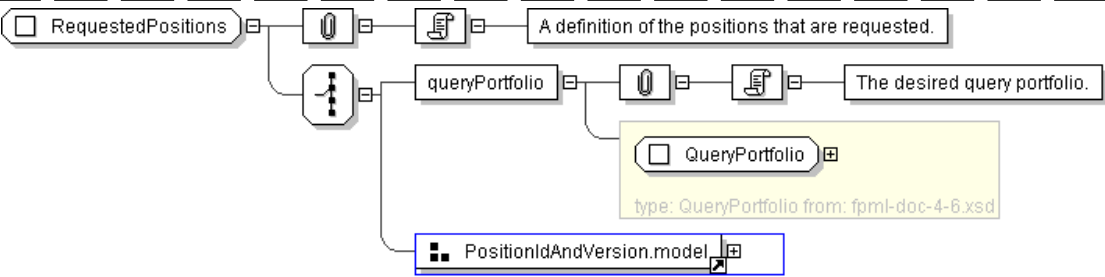 RequestedPositions
A definition of the positions that are requested.
queryPortfolio
The desired query portfolio.
QueryPortfolio
type: QueryPortfolio from: fpml-doc-4-6.xsd
PositionIdAndVersion.model